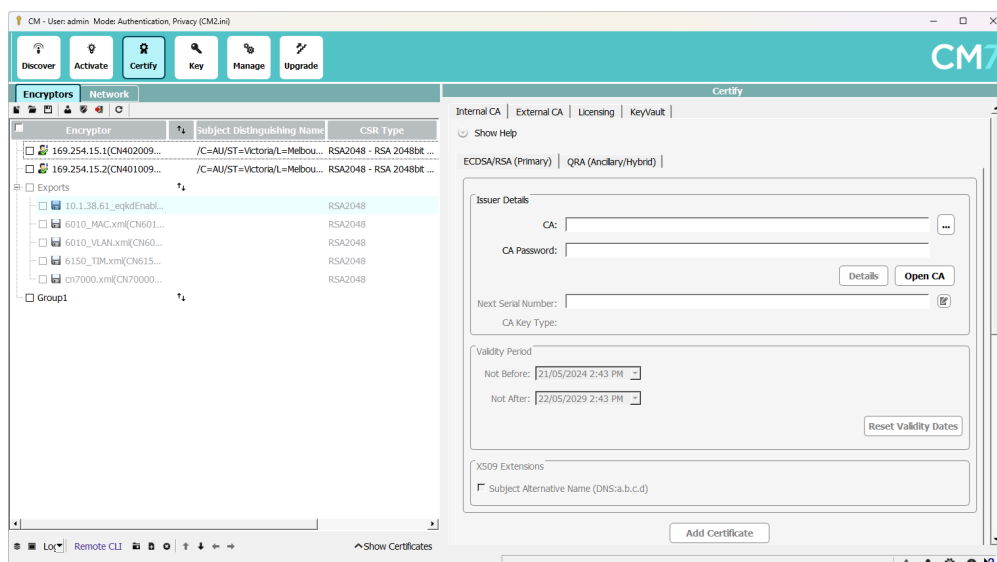 CM - User: admin Mode: Authentication, Privacy (CM2.ini)
Discover
Activate
Certify
Key
Manage
Upgrade
CM7
Encryptors
Network
Certify
Encryptor
Subject Distinguishing Name
CSR Type
169.254.15.1(CN402009...
/C=AU/ST=Victoria/L=Melbou...
RSA2048 - RSA 2048bit ...
169.254.15.2(CN401009...
/C=AU/ST=Victoria/L=Melbou...
RSA2048 - RSA 2048bit ...
Exports
10.1.38.61_eqkdEnabl...
RSA2048
6010_MAC.xml(CN601...
RSA2048
6010_VLAN.xml(CN60...
RSA2048
6150_TIM.xml(CN615...
RSA2048
cn7000.xml(CN70000...
RSA2048
Group1
Remote CLI
Show Certificates
Internal CA
External CA
Licensing
KeyVault
Show Help
ECDSA/RSA (Primary)
QRA (Ancillary/Hybrid)
Issuer Details
CA:
...
CA Password:
Details
Open CA
Next Serial Number:
CA Key Type:
Validity Period
Not Before: 21/05/2024 2:43 PM
Not After: 22/05/2029 2:43 PM
Reset Validity Dates
X509 Extensions
Subject Alternative Name (DNS:a.b.c.d)
Add Certificate